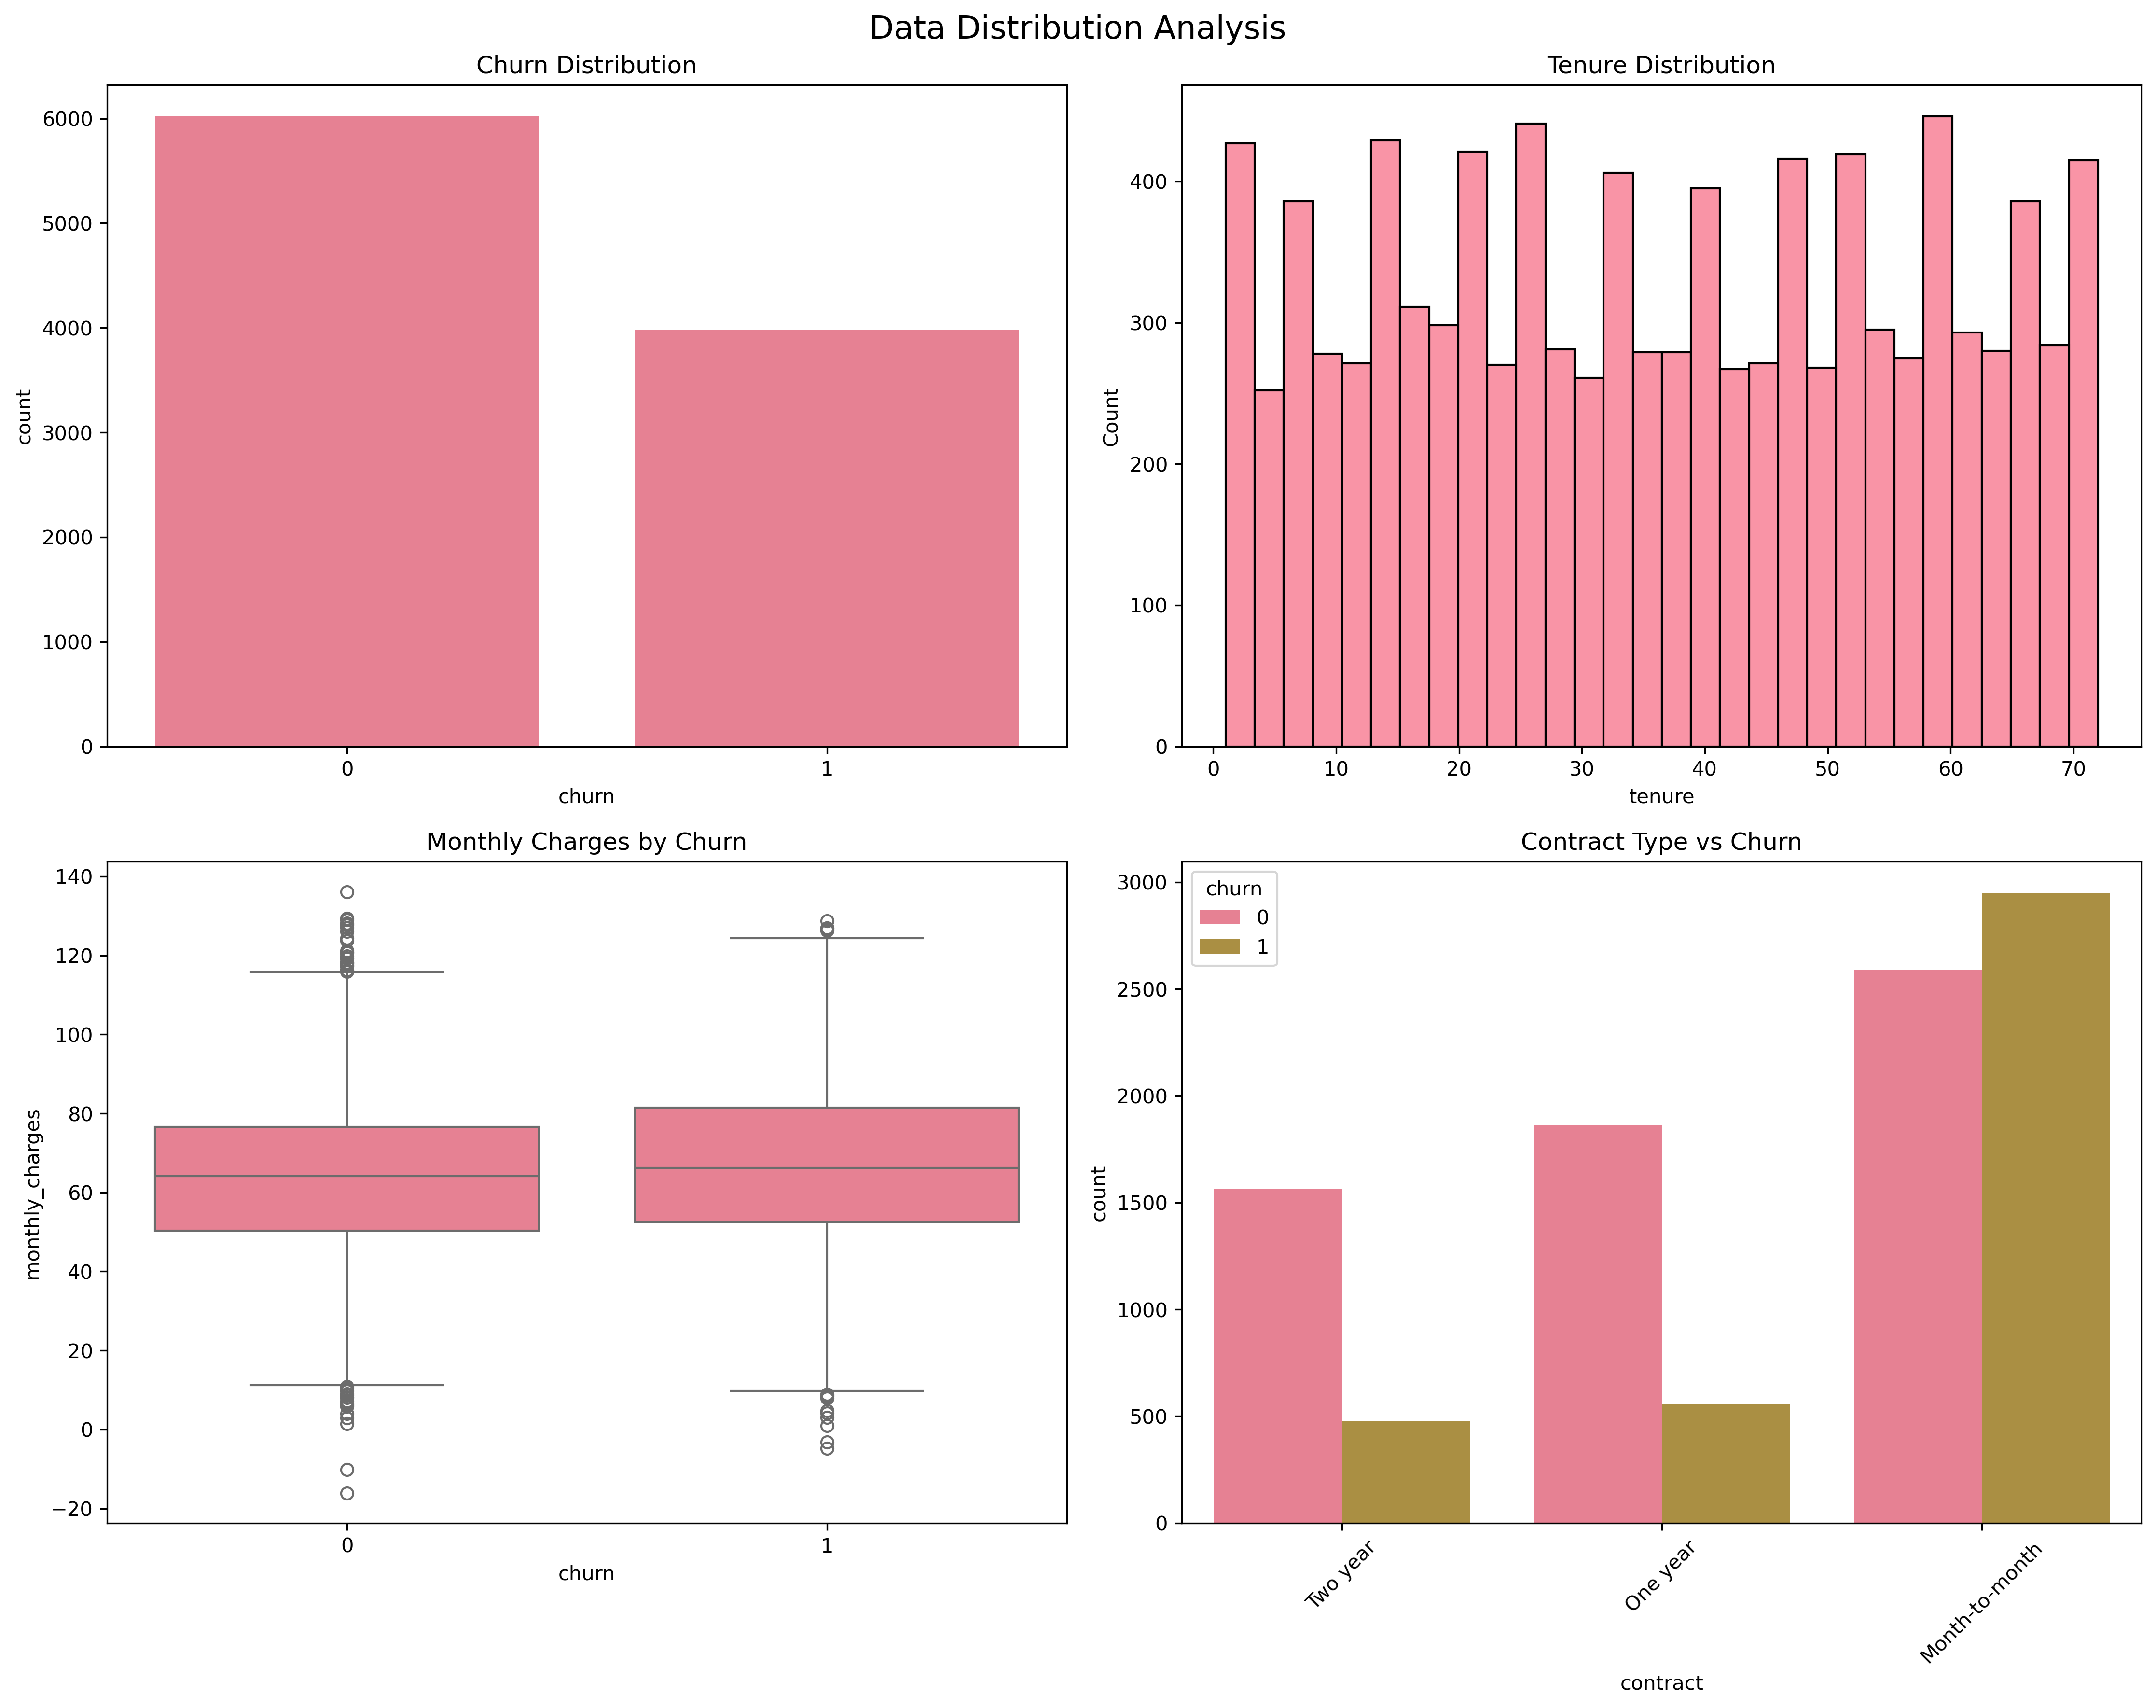 Data Distribution Analysis
Churn Distribution
count
6000
5000
4000
3000
2000
1000
0
0 1
churn
Tenure Distribution
Count
400
300
200
100
0
0 10 20 30 40 50 60 70
tenure
Monthly Charges by Churn
monthly_charges
140
120
100
80
60
40
20
0
−20
0 1
churn
Contract Type vs Churn
churn
0
1
count
3000
2500
2000
1500
1000
500
0
Two year One year Month-to-month
contract